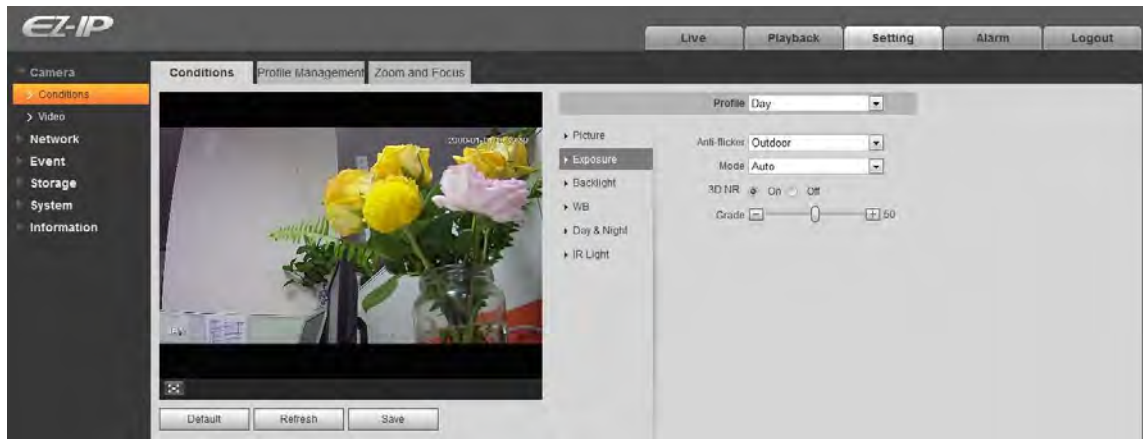 EZ-IP
Live
Playback
Setting
Alarm
Logout
Camera
Conditions
Video
Network
Event
Storage
System
Information
Conditions
Profile Management
Zoom and Focus
Default
Refresh
Save
Picture
Exposure
Backlight
WB
Day & Night
IR Light
Profile Day
Anti-flicker Outdoor
Mode Auto
3D NR On Off
Grade 50